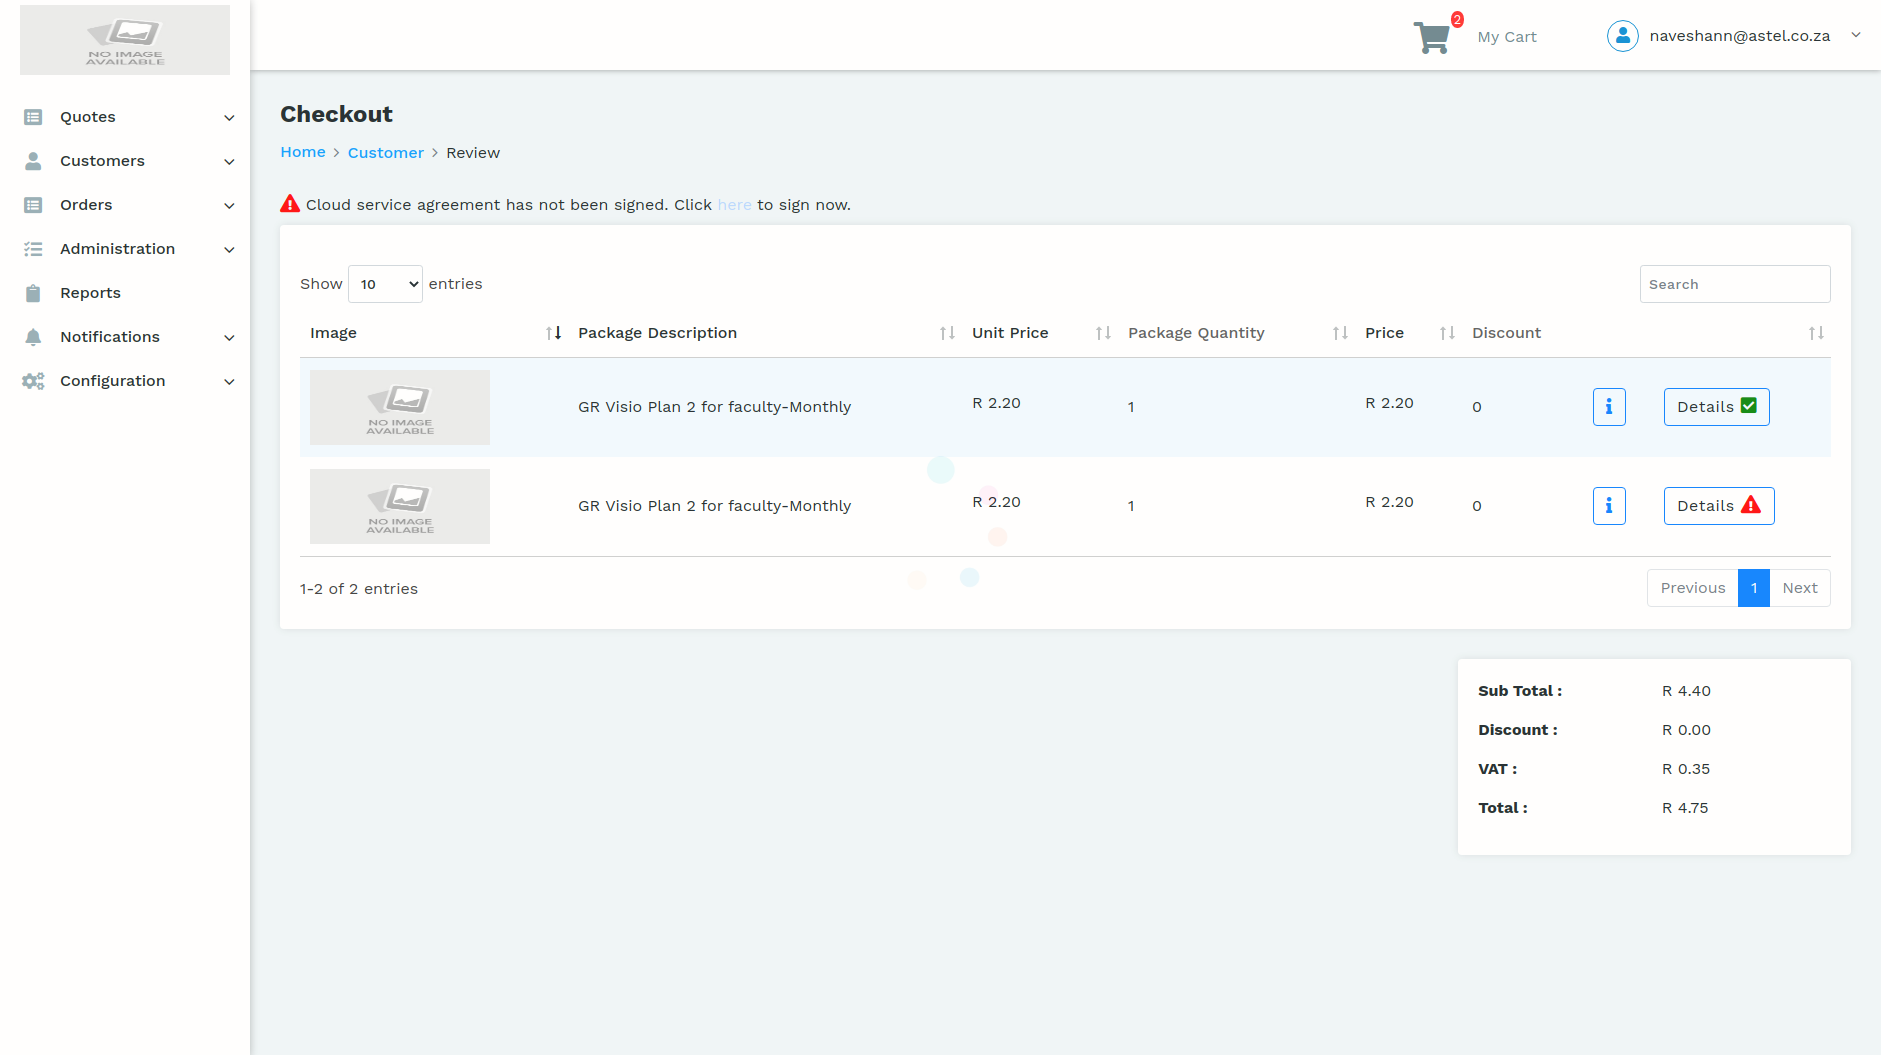 NO IMAGE
AVAILABLE
2
My Cart
naveshann@astel.co.za
Quotes
Customers
Orders
Administration
Reports
Notifications
Configuration
Checkout
Home > Customer > Review
Cloud service agreement has not been signed. Click here to sign now.
Show 10 entries
Search
Image Package Description Unit Price Package Quantity Price Discount
NO IMAGE
AVAILABLE
GR Visio Plan 2 for faculty-Monthly R 2.20 1 R 2.20 0 i Details
NO IMAGE
AVAILABLE
GR Visio Plan 2 for faculty-Monthly R 2.20 1 R 2.20 0 i Details
1-2 of 2 entries
Previous 1 Next
Sub Total : R 4.40
Discount : R 0.00
VAT : R 0.35
Total : R 4.75